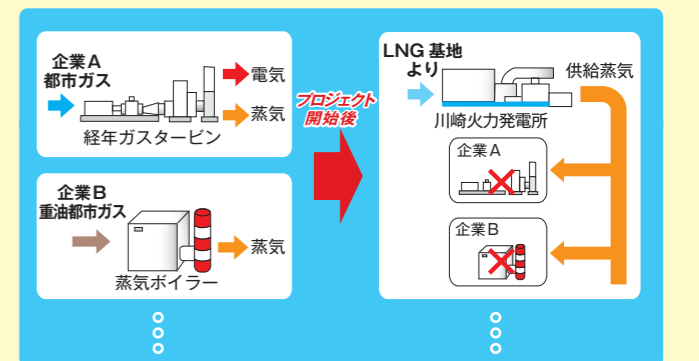 企業A
都市ガス
電気
蒸気
経年ガスタービン
企業B
重油都市ガス
蒸気
蒸気ボイラー
プロジェクト
開始後
LNG 基地
より
供給蒸気
川崎火力発電所
企業A
企業B